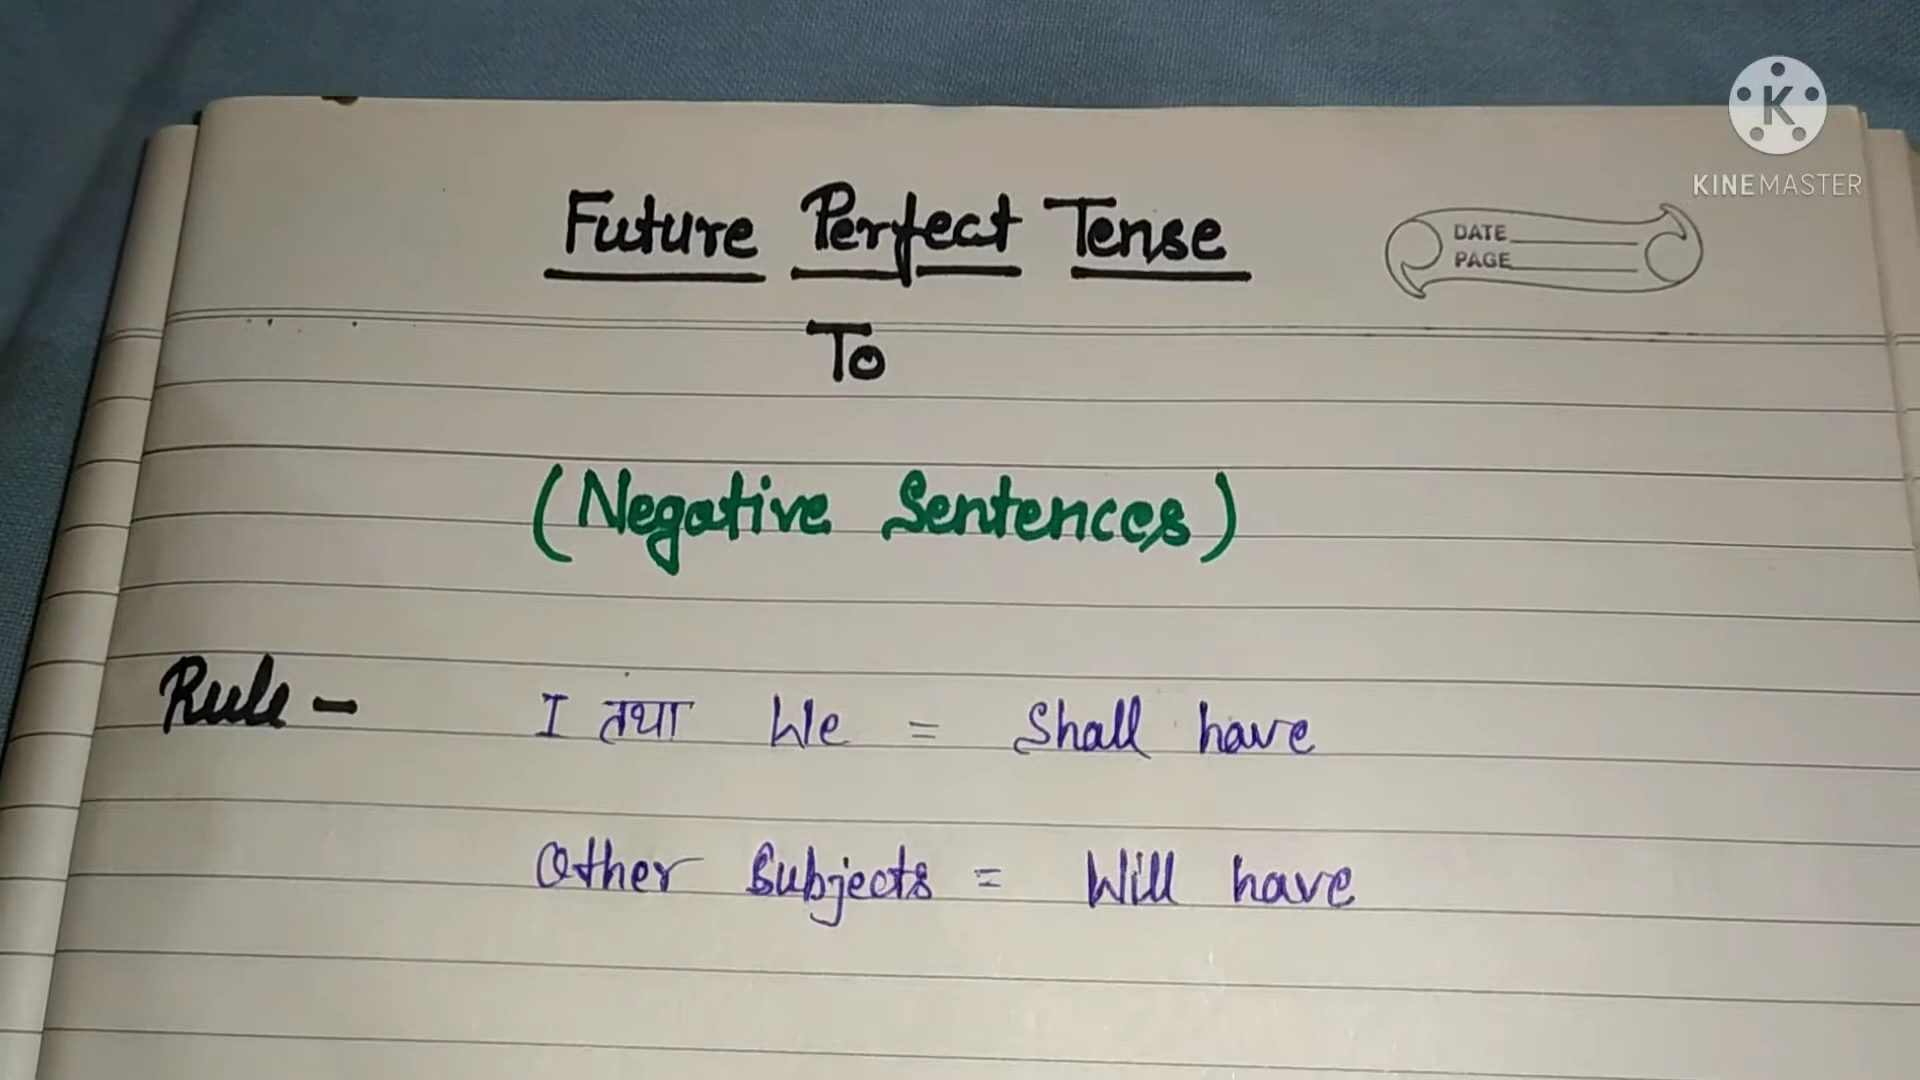 K
KINEMASTER
Future Perfect Tense
DATE
PAGE
To
(Negative Sentences)
Rule - I तथा We = Shall have
Other Subjects = Will have